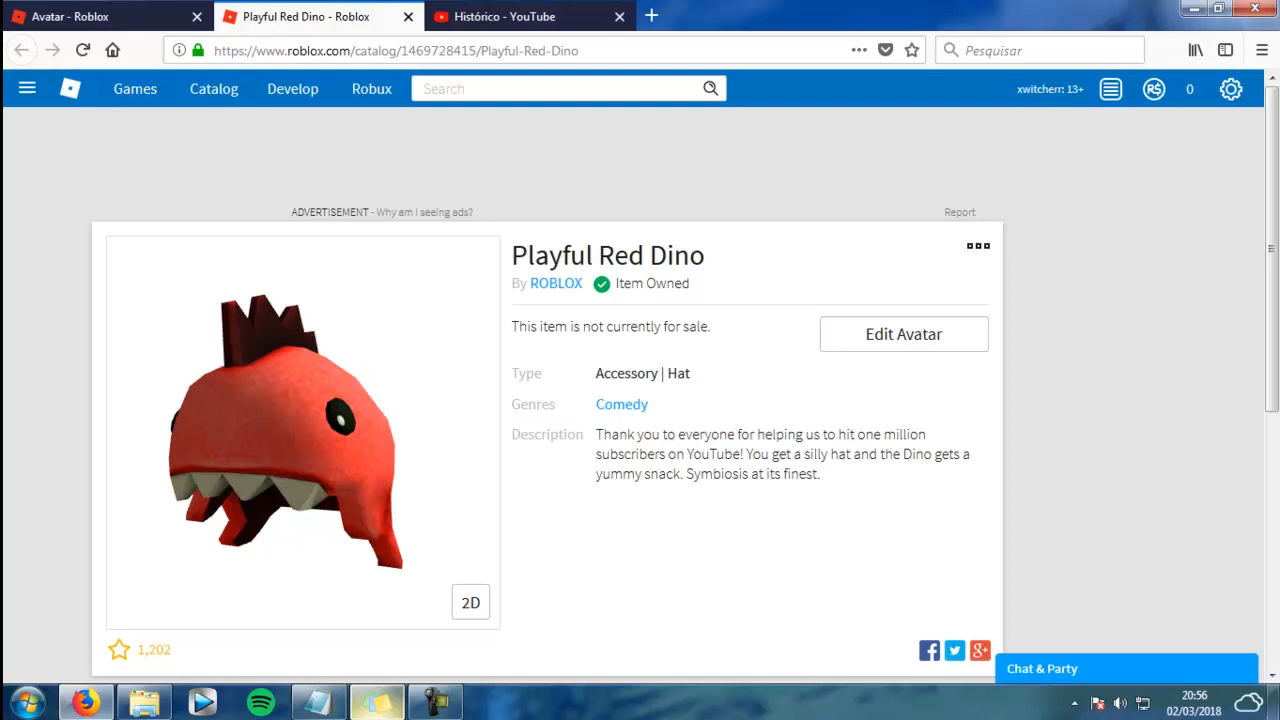 Avatar - Roblox
Playful Red Dino - Roblox
Histórico - YouTube
https://www.roblox.com/catalog/1469728415/Playful-Red-Dino
Pesquisar
Games
Catalog
Develop
Robux
Search
xwitcherr: 13+
R$
0
ADVERTISEMENT - Why am I seeing ads?
Report
Playful Red Dino
By ROBLOX
Item Owned
This item is not currently for sale.
Edit Avatar
Type
Accessory | Hat
Genres
Comedy
Description
Thank you to everyone for helping us to hit one million
subscribers on YouTube! You get a silly hat and the Dino gets a
yummy snack. Symbiosis at its finest.
2D
1,202
Chat & Party
20:56
02/03/2018